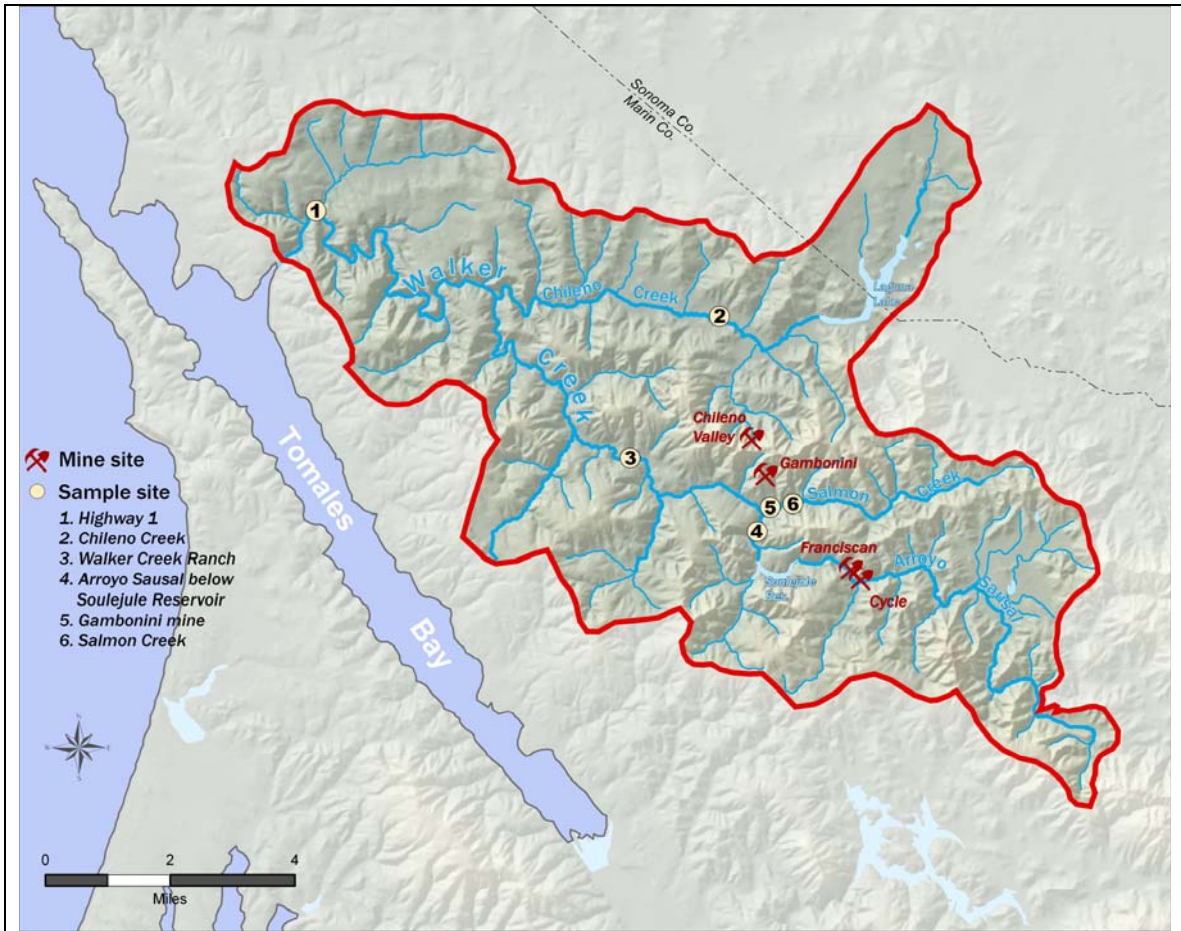 Sonoma Co.
Marin Co.
1
Walker
Chileno
Creek
2
Laguna
Lake
Creek
Chileno
Valley
3
Gambonini
Salmon
Creek
5
6
4
Franciscan
Arroyo
Sausal
Soulejule
Res.
Cycle
Tomales
Bay
Mine site
Sample site
1. Highway 1
2. Chileno Creek
3. Walker Creek Ranch
4. Arroyo Sausal below
Soulejule Reservoir
5. Gambonini mine
6. Salmon Creek
N
W
E
S
0 2 4
Miles